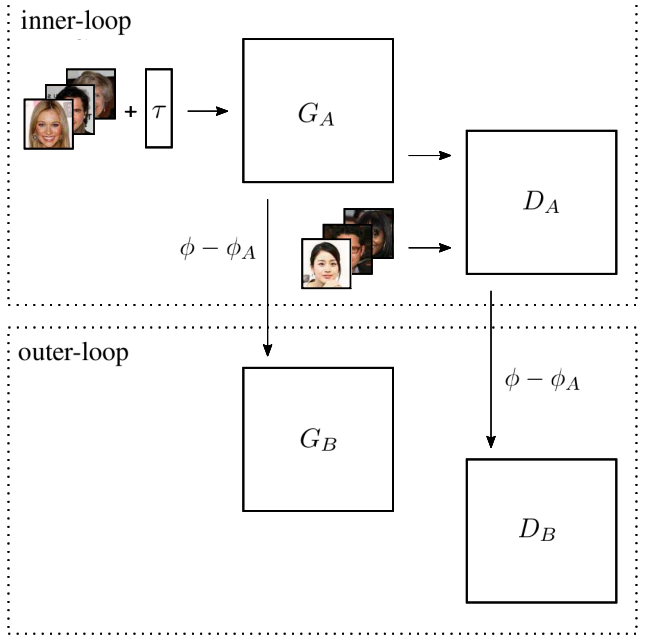 inner-loop
+ τ
G_A
D_A
ϕ − ϕ_A
outer-loop
ϕ − ϕ_A
G_B
D_B